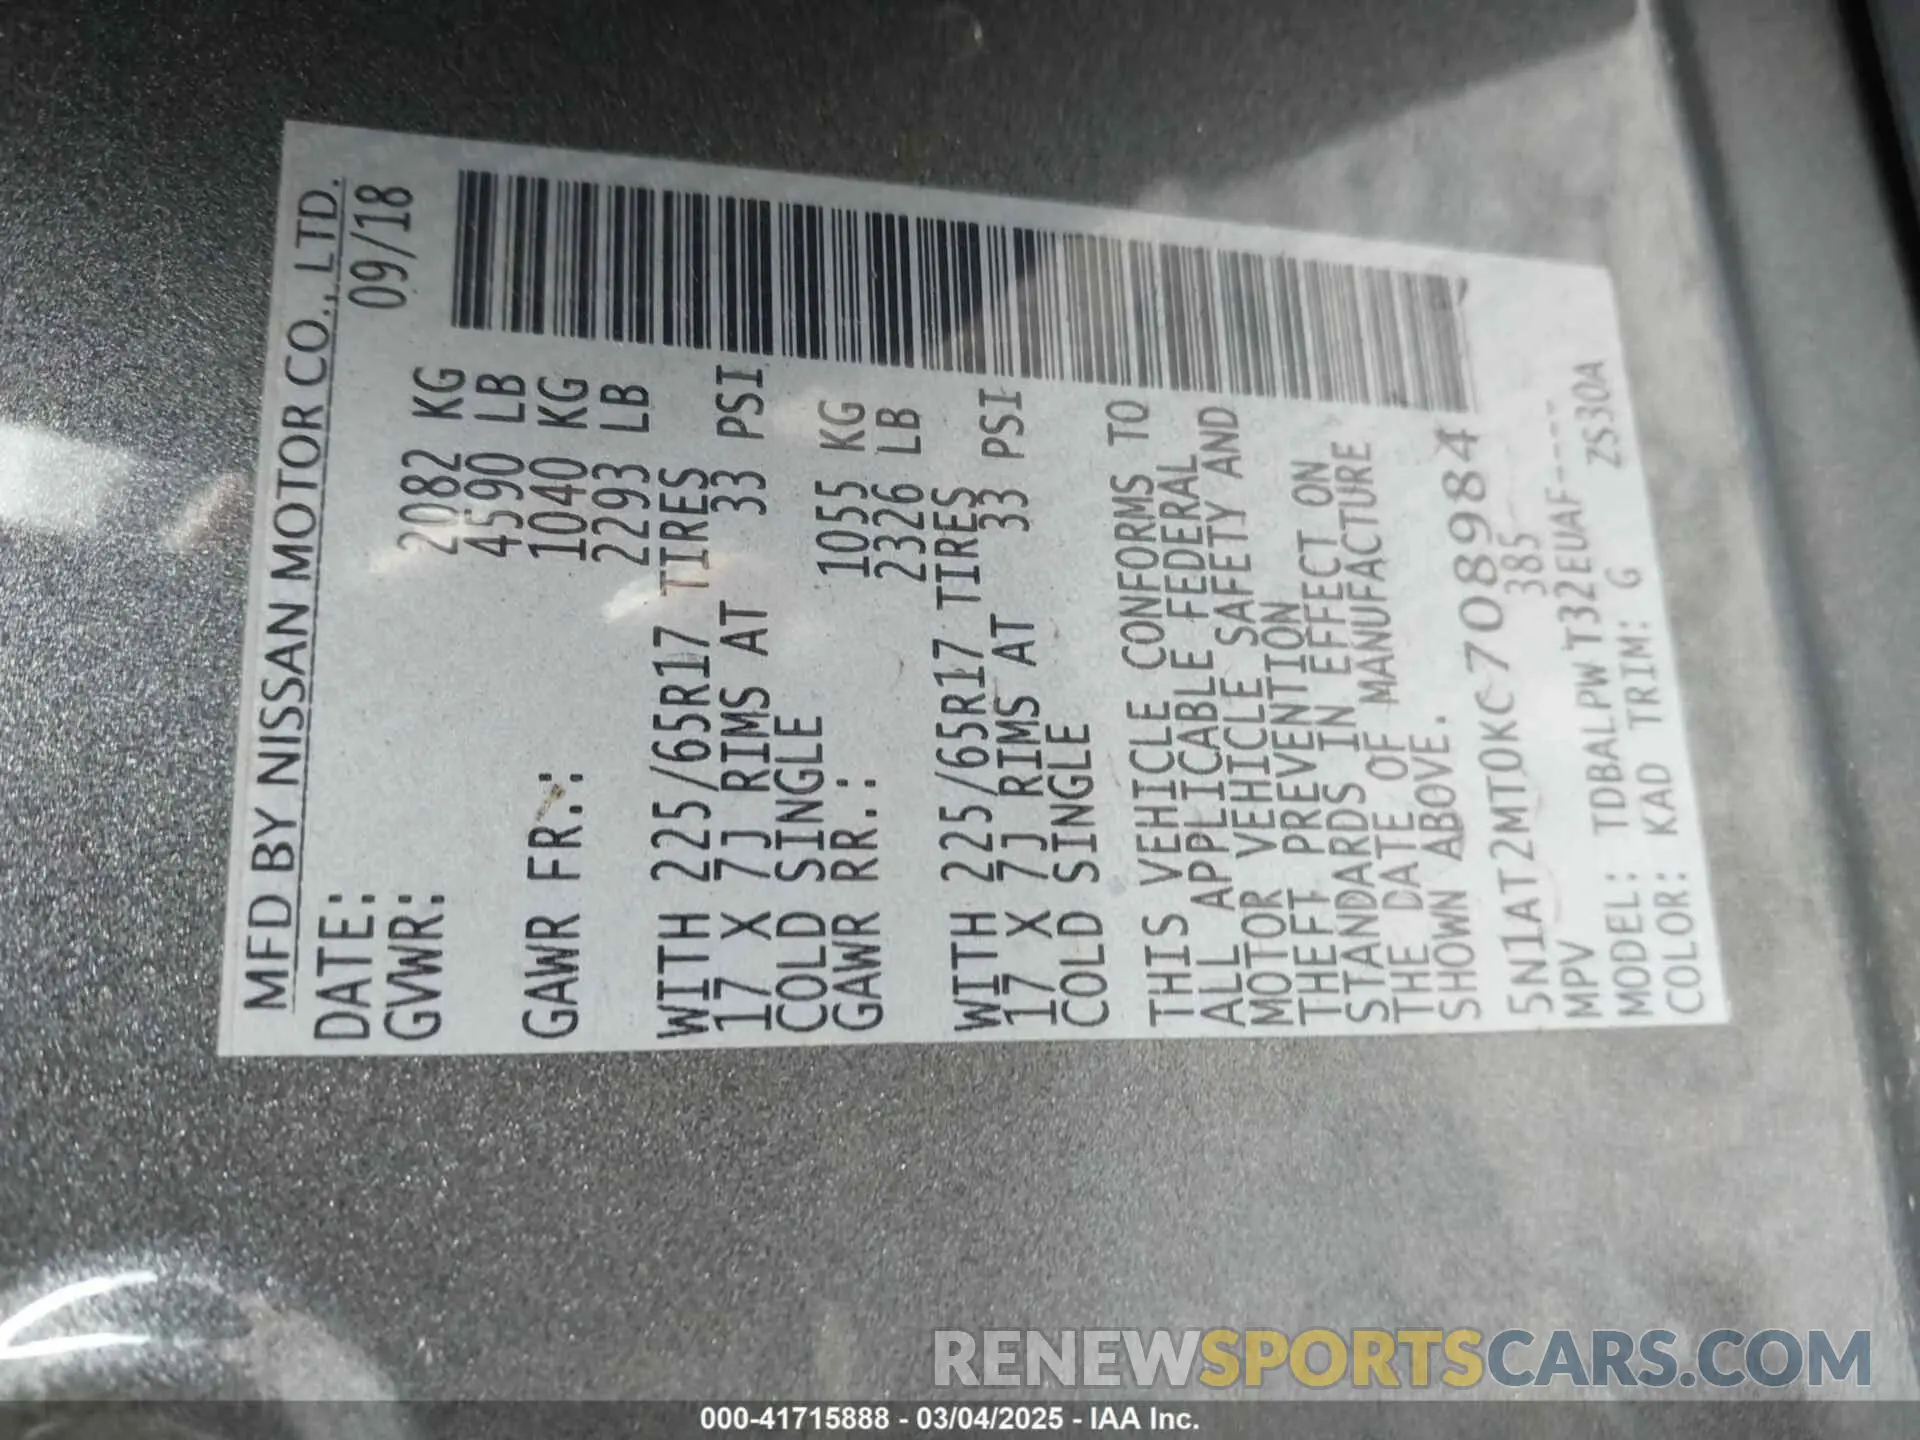 MFD BY NISSAN MOTOR CO., LTD.
DATE: 09/18
GVWR: 2082 KG
4590 LB
GAWR FR.: 1040 KG
2293 LB
WITH 225/65R17 TIRES
17 X 7J RIMS AT 33 PSI
COLD SINGLE
GAWR RR.: 1055 KG
2326 LB
WITH 225/65R17 TIRES
17 X 7J RIMS AT 33 PSI
COLD SINGLE
THIS VEHICLE CONFORMS TO
ALL APPLICABLE FEDERAL
MOTOR VEHICLE SAFETY AND
THEFT PREVENTION
STANDARDS IN EFFECT ON
THE DATE OF MANUFACTURE
SHOWN ABOVE.
5N1AT2MT0KC708984
MPV 385
MODEL: TDBALPWT32EUAF----
COLOR: KAD TRIM: G ZS30A
RENEWSPORTSCARS.COM
000-41715888 - 03/04/2025 - IAA Inc.